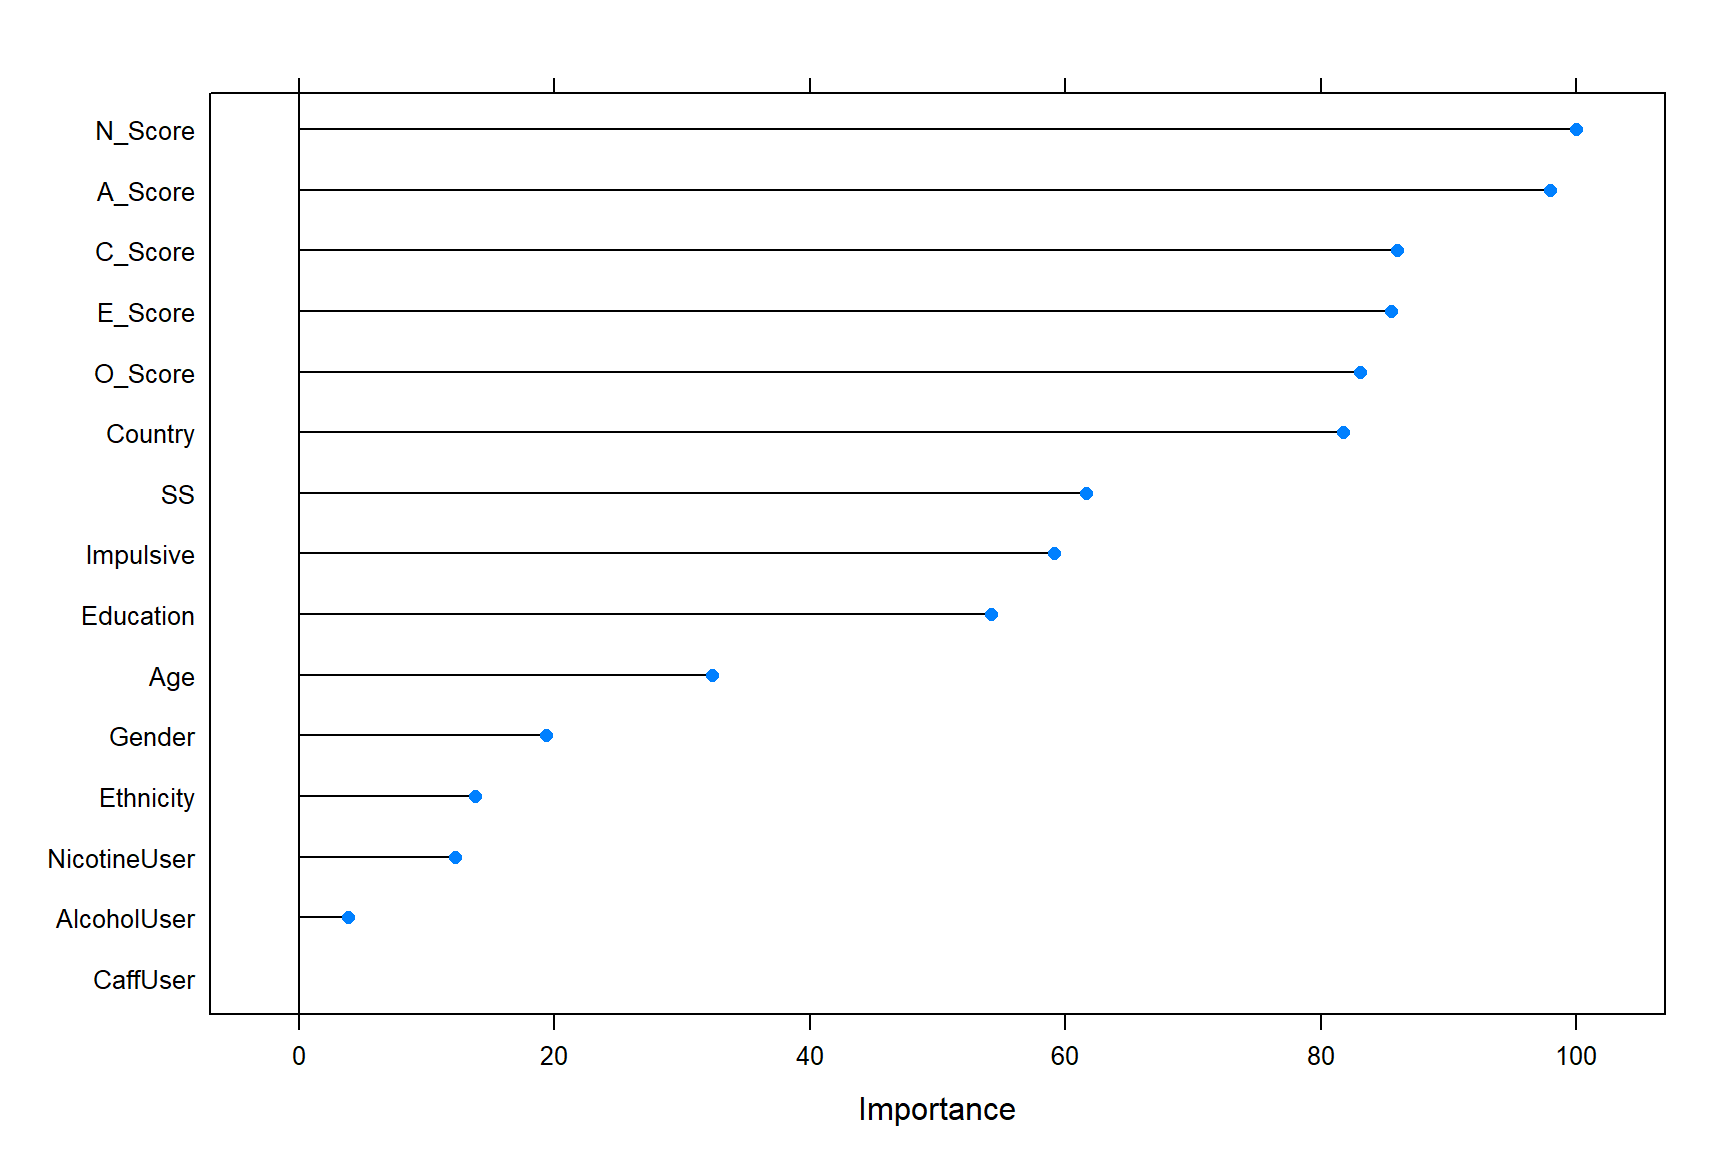 N_Score
A_Score
C_Score
E_Score
O_Score
Country
SS
Impulsive
Education
Age
Gender
Ethnicity
NicotineUser
AlcoholUser
CaffUser
0 20 40 60 80 100
Importance